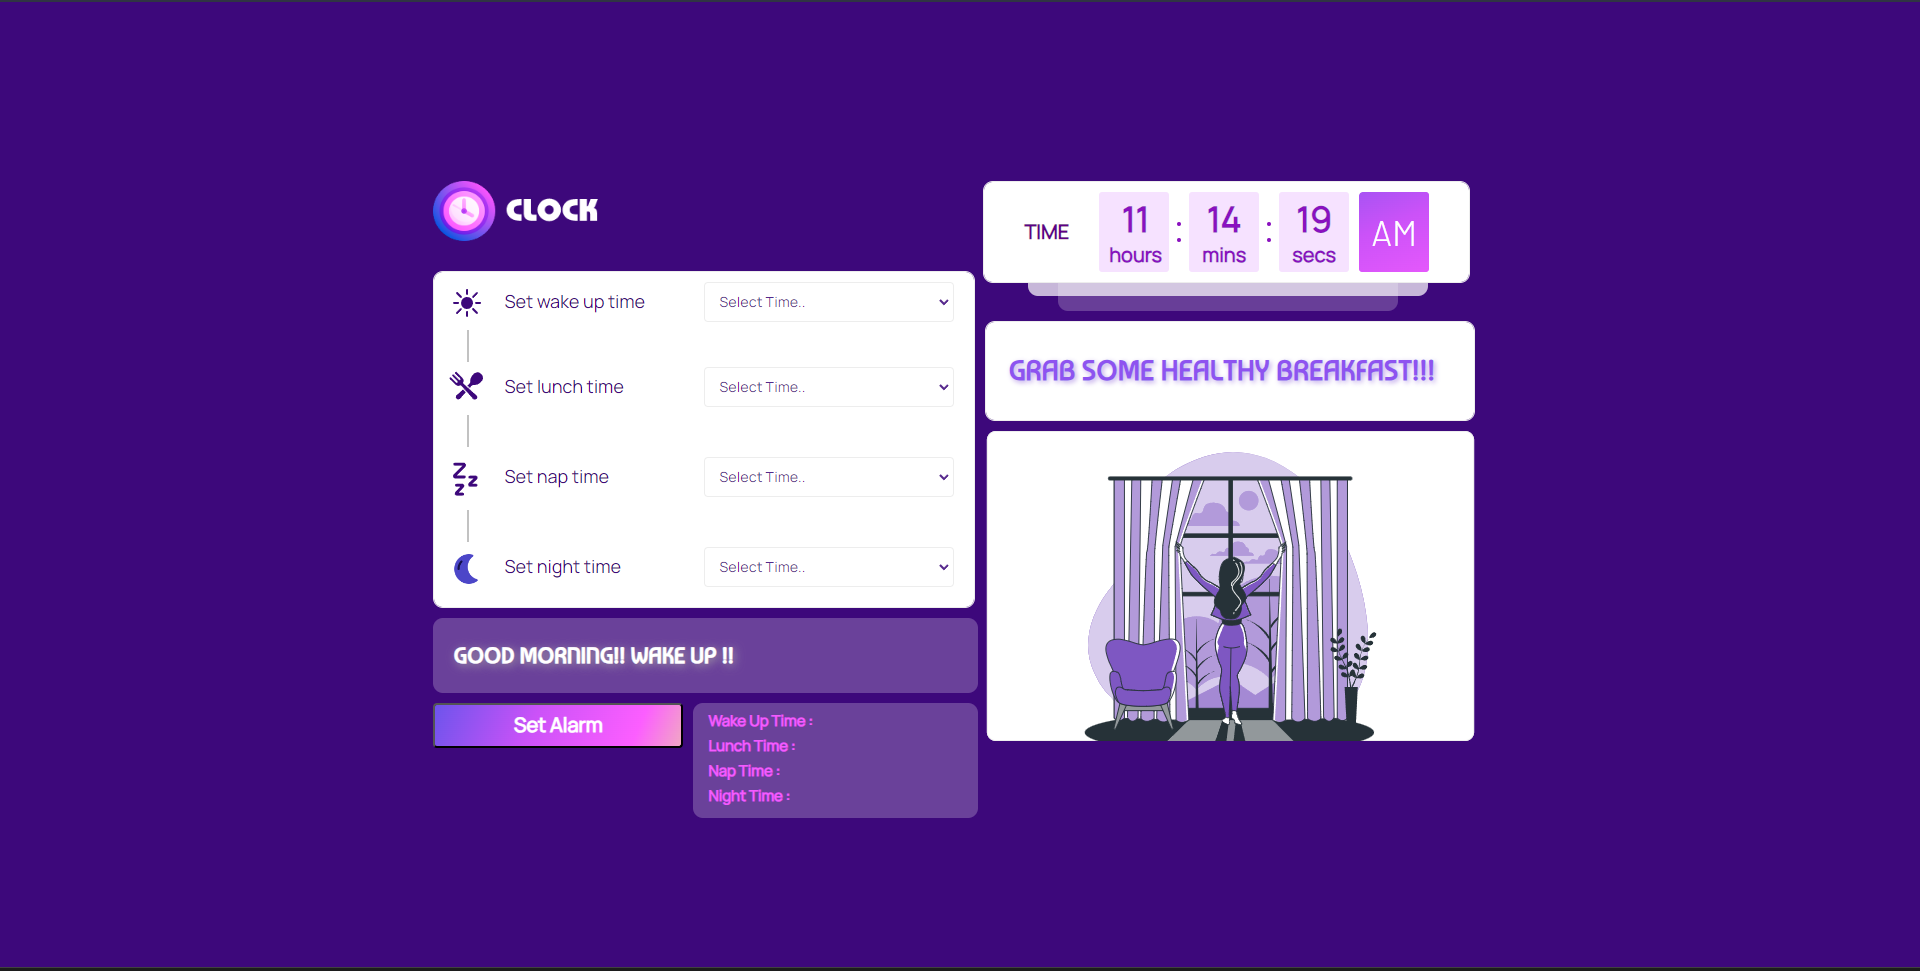 CLOCK
Set wake up time
Select Time..
Set lunch time
Select Time..
Set nap time
Select Time..
Set night time
Select Time..
GOOD MORNING!! WAKE UP !!
Set Alarm
Wake Up Time :
Lunch Time :
Nap Time :
Night Time :
TIME
11 : 14 : 19 AM
hours mins secs
GRAB SOME HEALTHY BREAKFAST!!!